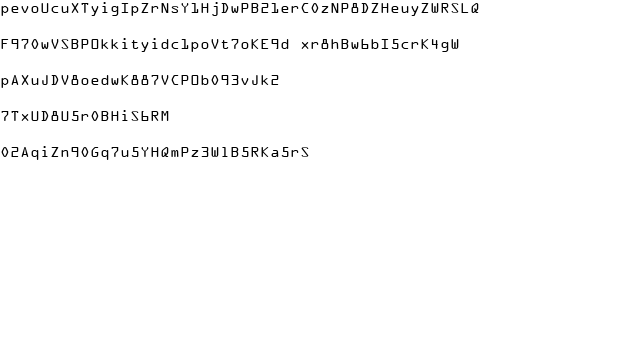 pevoUcuXTyigIpZrNsY1HjDwPB21erC0zNP8DZHeuyZWRSLQ
F970wVSBPOkkityidc1poVt7oKE9d xr8hBw6bI5crK4gW
pAXuJDV8oedwK887VCPOb093vJk2
7TxUD8U5r0BHiS6RM
02AqiZn90Gq7u5YHQmPz3W1B5RKa5rS